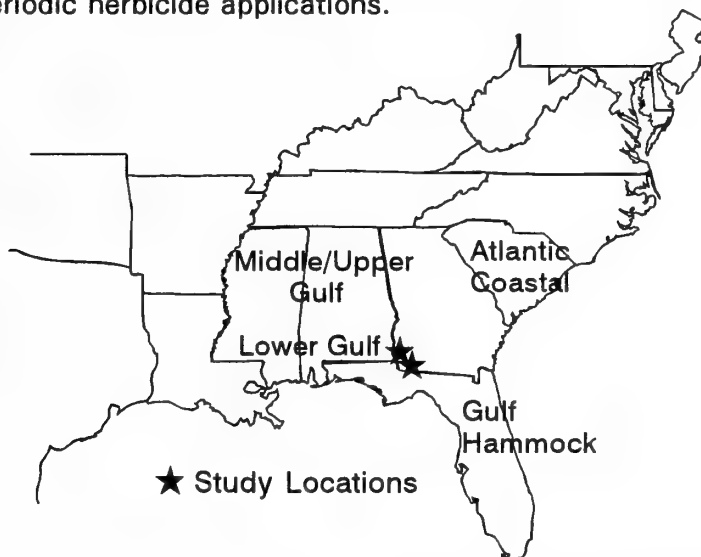 eriodic herbicide applications.
Middle/Upper
Gulf
Atlantic
Coastal
Lower Gulf
Gulf
Hammock
Study Locations